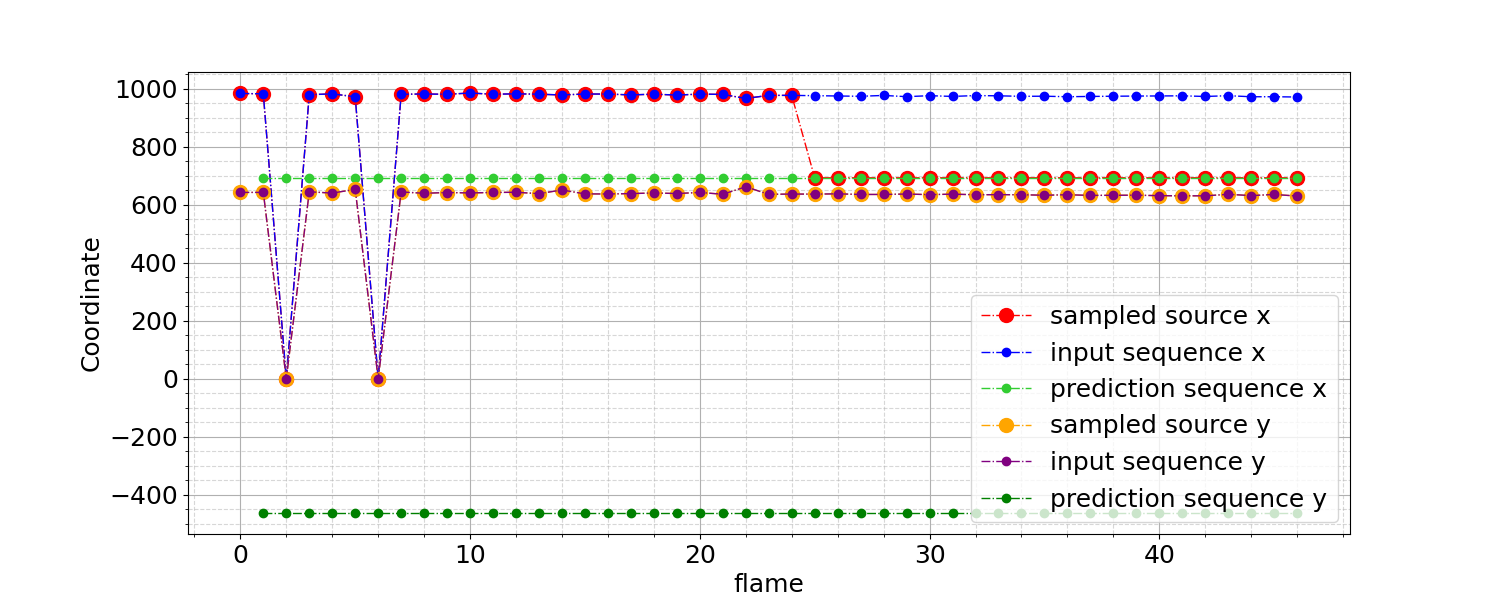 1000
800
600
400
200
0
−200
−400
Coordinate
0 10 20 30 40
flame
sampled source x
input sequence x
prediction sequence x
sampled source y
input sequence y
prediction sequence y